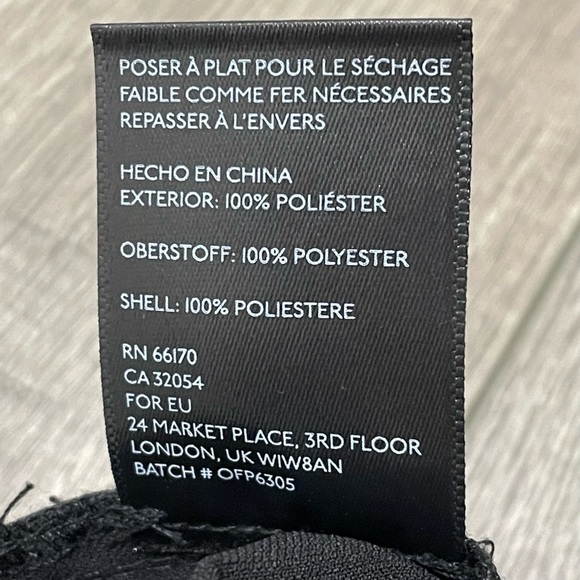 POSER À PLAT POUR LE SÉCHAGE
FAIBLE COMME FER NÉCESSAIRES
REPASSER À L'ENVERS
HECHO EN CHINA
EXTERIOR: 100% POLIÉSTER
OBERSTOFF: 100% POLYESTER
SHELL: 100% POLIESTERE
RN 66170
CA 32054
FOR EU
24 MARKET PLACE, 3RD FLOOR
LONDON, UK WIW8AN
BATCH # OFP6305